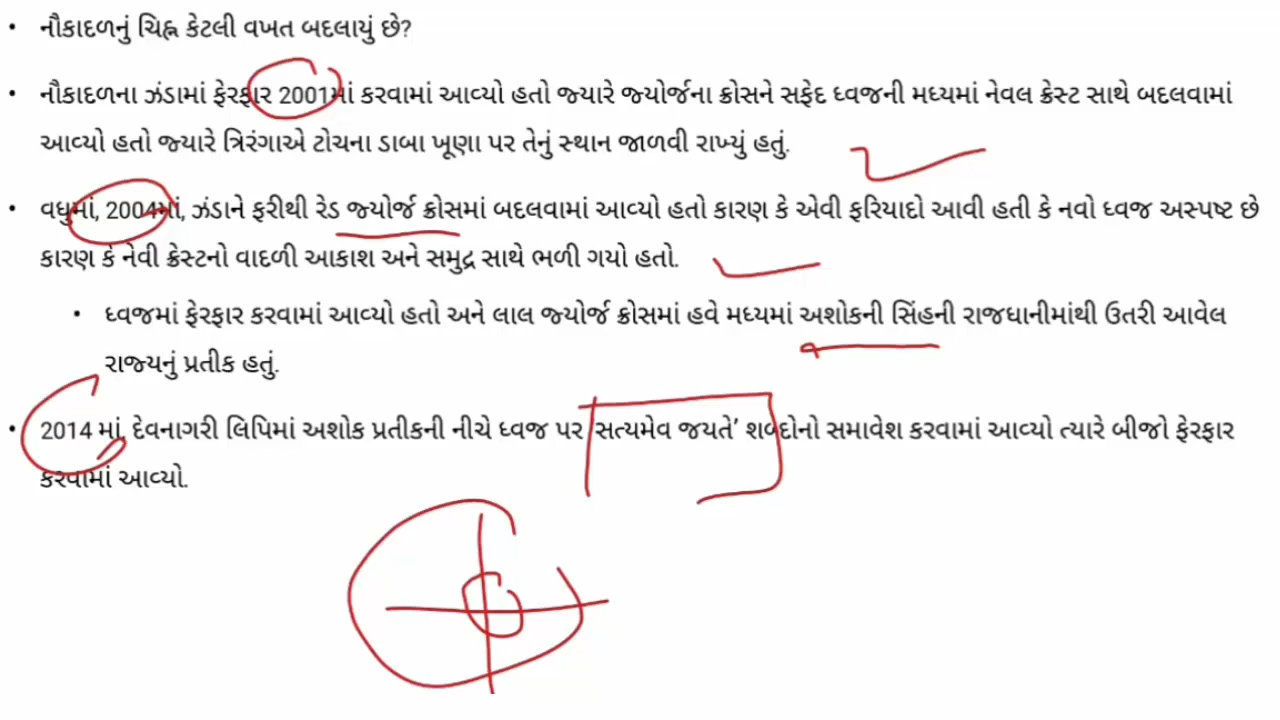 • નૌકાદળનું ચિહ્ન કેટલી વખત બદલાયું છે?
• નૌકાદળના ઝંડામાં ફેરફાર 2001માં કરવામાં આવ્યો હતો જ્યારે જ્યોર્જના ક્રોસને સફેદ ધ્વજની મધ્યમાં નેવલ ક્રેસ્ટ સાથે બદલવામાં
આવ્યો હતો જ્યારે ત્રિરંગાએ ટોચના ડાબા ખૂણા પર તેનું સ્થાન જાળવી રાખ્યું હતું.
• વધુમાં, 2004માં, ઝંડાને ફરીથી રેડ જ્યોર્જ ક્રોસમાં બદલવામાં આવ્યો હતો કારણ કે એવી ફરિયાદો આવી હતી કે નવો ધ્વજ અસ્પષ્ટ છે
કારણ કે નેવી ક્રેસ્ટનો વાદળી આકાશ અને સમુદ્ર સાથે ભળી ગયો હતો.
• ધ્વજમાં ફેરફાર કરવામાં આવ્યો હતો અને લાલ જ્યોર્જ ક્રોસમાં હવે મધ્યમાં અશોકની સિંહની રાજધાનીમાંથી ઉતરી આવેલ
રાજ્યનું પ્રતીક હતું.
• 2014 માં, દેવનાગરી લિપિમાં અશોક પ્રતીકની નીચે ધ્વજ પર ‘સત્યમેવ જયતે’ શબ્દોનો સમાવેશ કરવામાં આવ્યો ત્યારે બીજો ફેરફાર
કરવામાં આવ્યો.